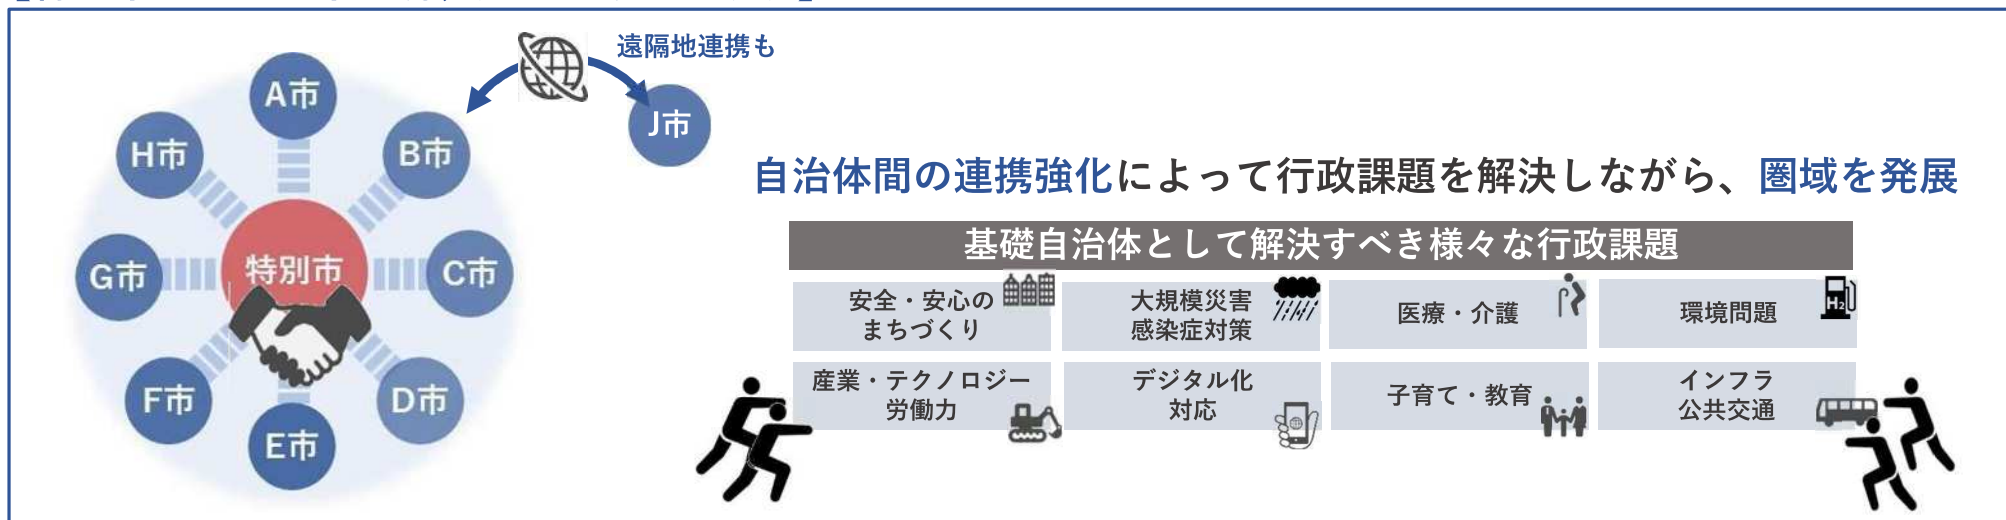 遠隔地連携も
A市
B市
C市
D市
E市
F市
G市
H市
J市
特別市
自治体間の連携強化によって行政課題を解決しながら、圏域を発展
基礎自治体として解決すべき様々な行政課題
安全・安心の
まちづくり
大規模災害
感染症対策
医療・介護
環境問題
H2
産業・テクノロジー
労働力
デジタル化
対応
子育て・教育
インフラ
公共交通